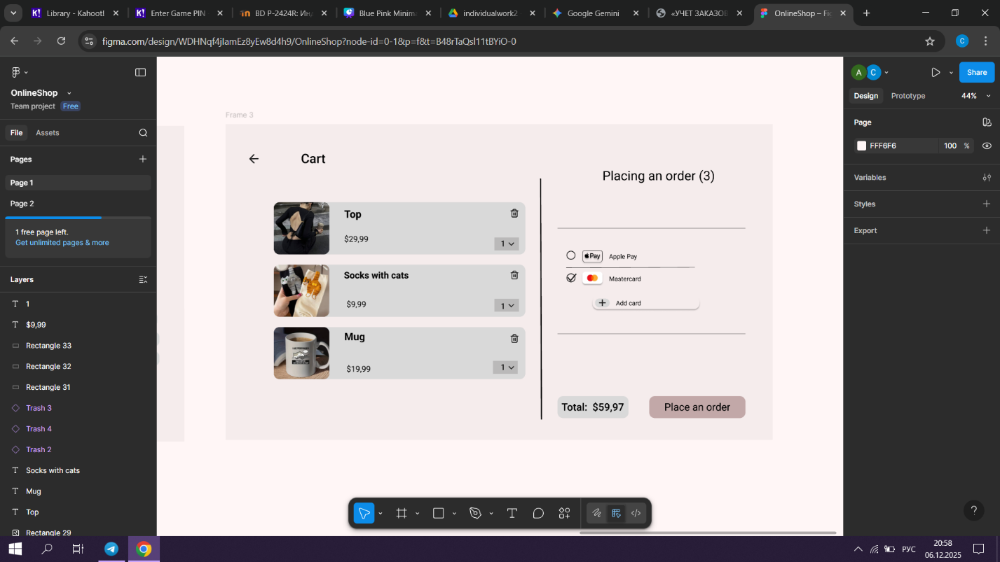 Library - Kahoot!
Enter Game PIN
BD P-2424R: Ин
Blue Pink Minima
individualwork2
Google Gemini
«УЧЕТ ЗАКАЗОВ
OnlineShop – Fig
figma.com/design/WDHNqf4jIamEz8yEw8d4h9/OnlineShop?node-id=0-1&p=f&t=B48rTaQsl11tBYiO-0
C
OnlineShop
Team project Free
File Assets
Pages
Page 1
Page 2
1 free page left.
Get unlimited pages & more
Layers
1
$9,99
Rectangle 33
Rectangle 32
Rectangle 31
Trash 3
Trash 4
Trash 2
Socks with cats
Mug
Top
Rectangle 29
Frame 3
Cart
Top
$29,99
1
Socks with cats
$9,99
1
Mug
$19,99
1
Placing an order (3)
Pay Apple Pay
Mastercard
Add card
Total: $59,97
Place an order
A C
Share
Design Prototype 44%
Page
FFF6F6 100 %
Variables
Styles
Export
?
РУС
20:58
06.12.2025